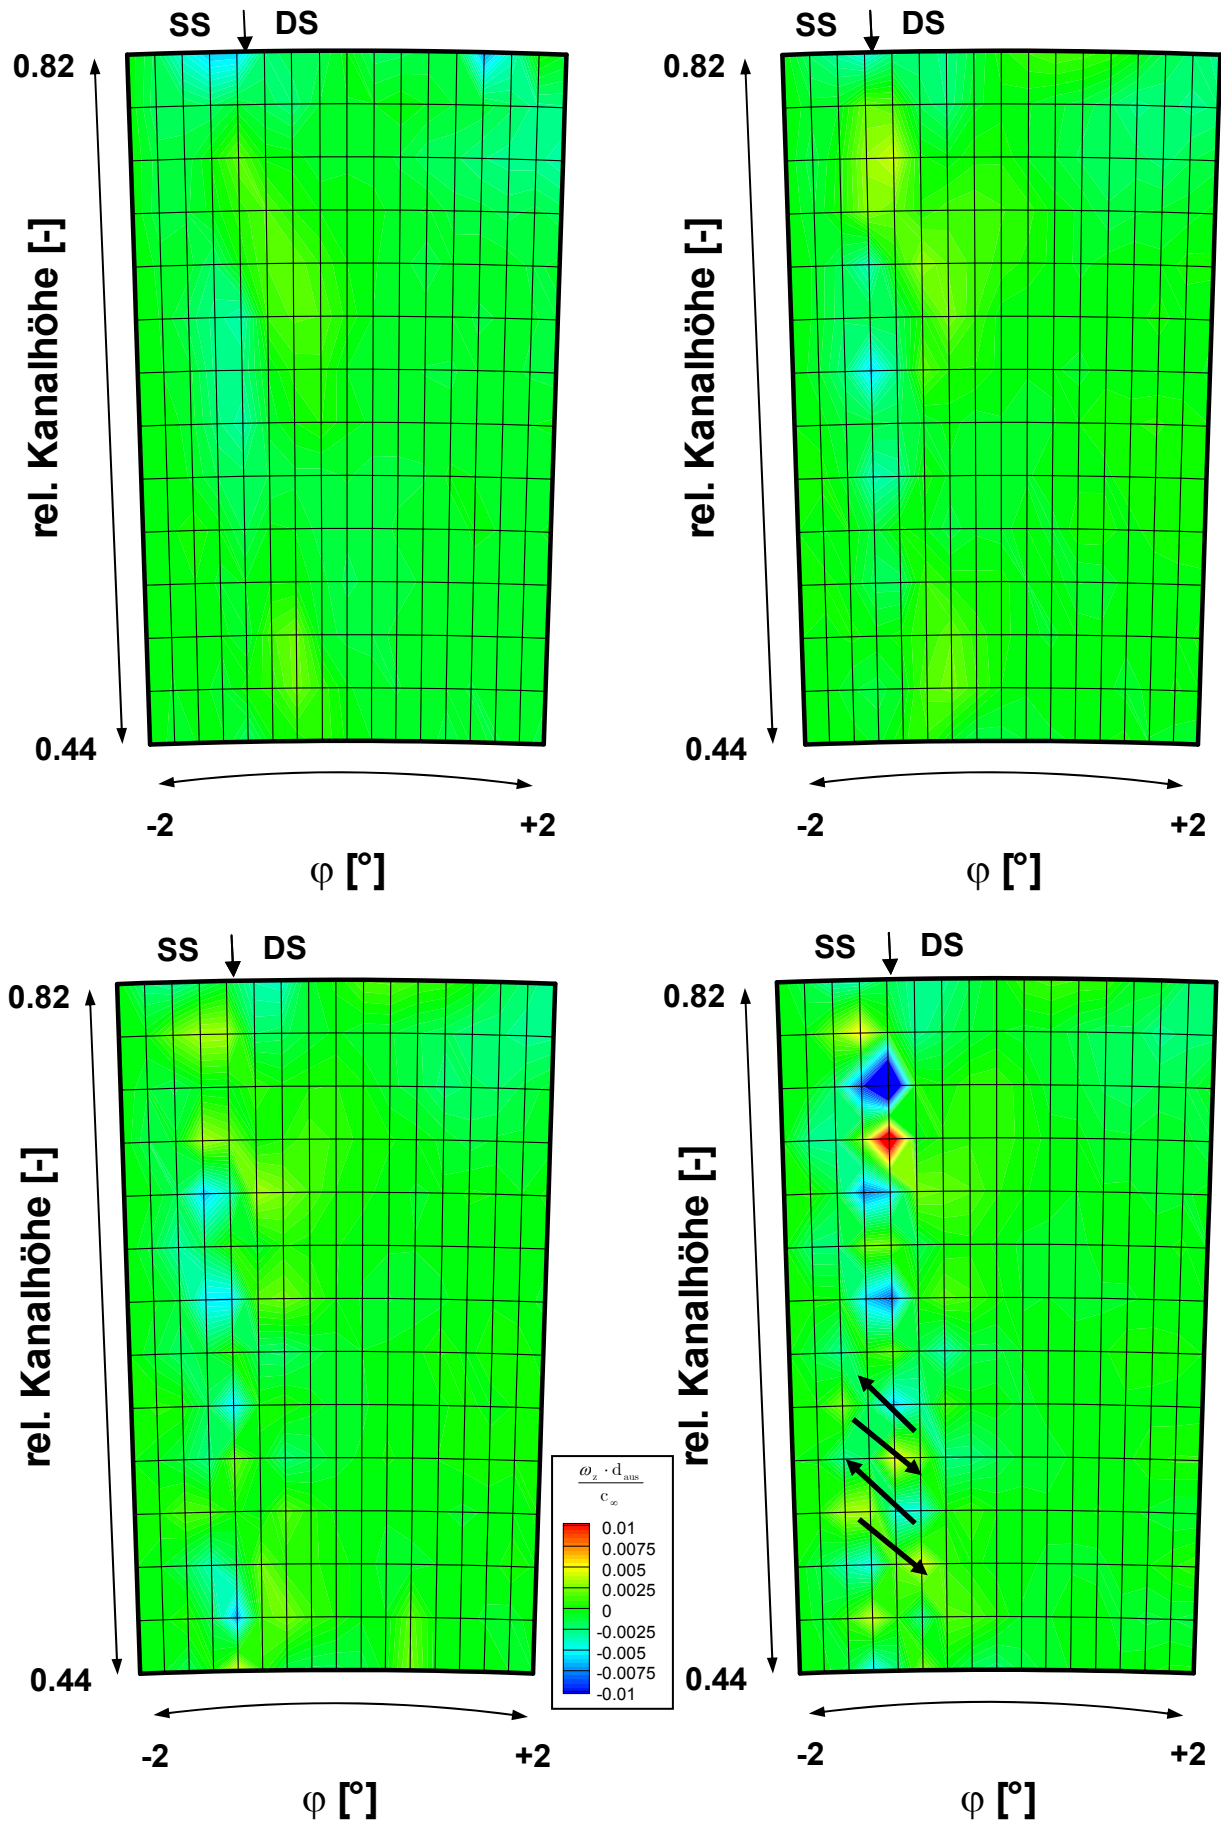 SS DS
0.82
rel. Kanalhöhe [-]
0.44
-2 +2
φ [°]
SS DS
0.82
rel. Kanalhöhe [-]
0.44
-2 +2
φ [°]
SS DS
0.82
rel. Kanalhöhe [-]
0.44
-2 +2
φ [°]
ω_z · d_aus
c_∞
0.01
0.0075
0.005
0.0025
0
-0.0025
-0.005
-0.0075
-0.01
SS DS
0.82
rel. Kanalhöhe [-]
0.44
-2 +2
φ [°]